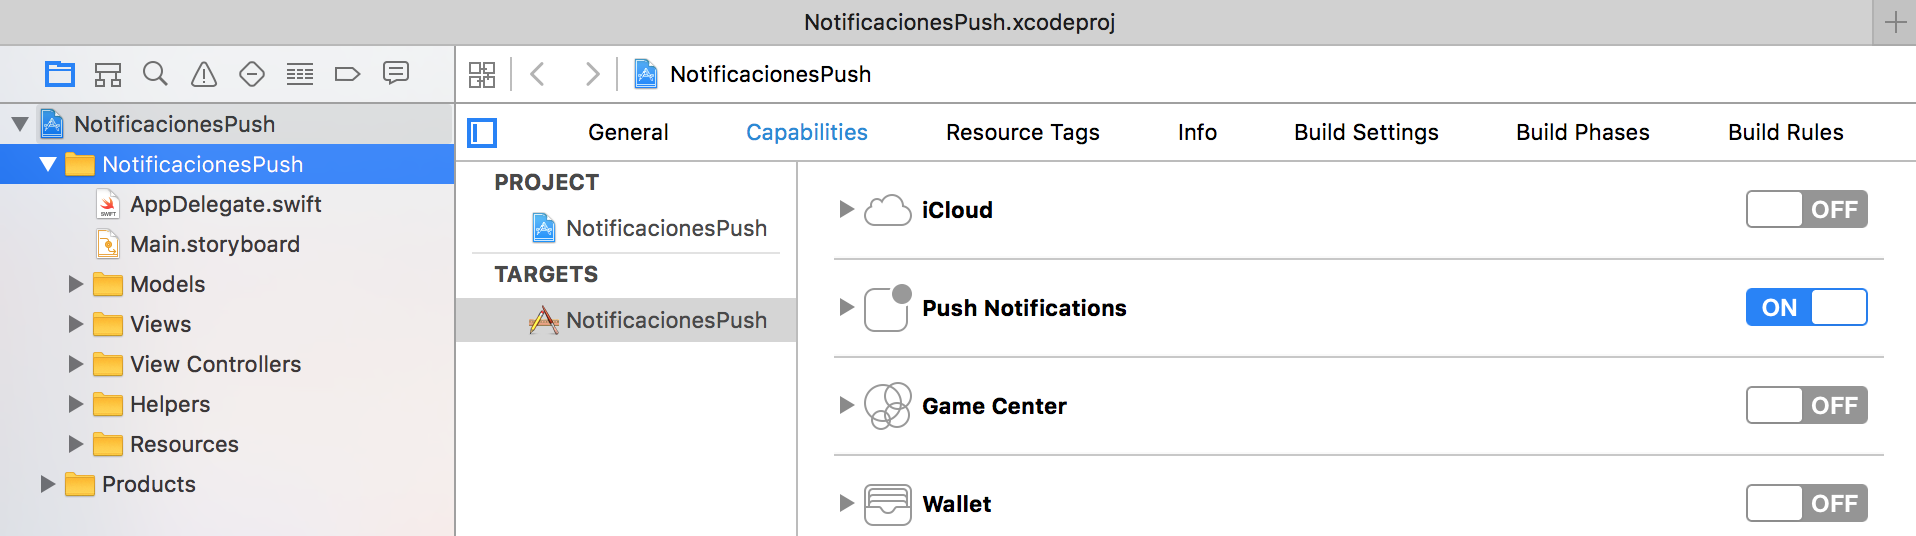 NotificacionesPush.xcodeproj
NotificacionesPush
NotificacionesPush
General Capabilities Resource Tags Info Build Settings Build Phases Build Rules
NotificacionesPush
AppDelegate.swift
Main.storyboard
Models
Views
View Controllers
Helpers
Resources
Products
PROJECT
NotificacionesPush
TARGETS
NotificacionesPush
iCloud OFF
Push Notifications ON
Game Center OFF
Wallet OFF